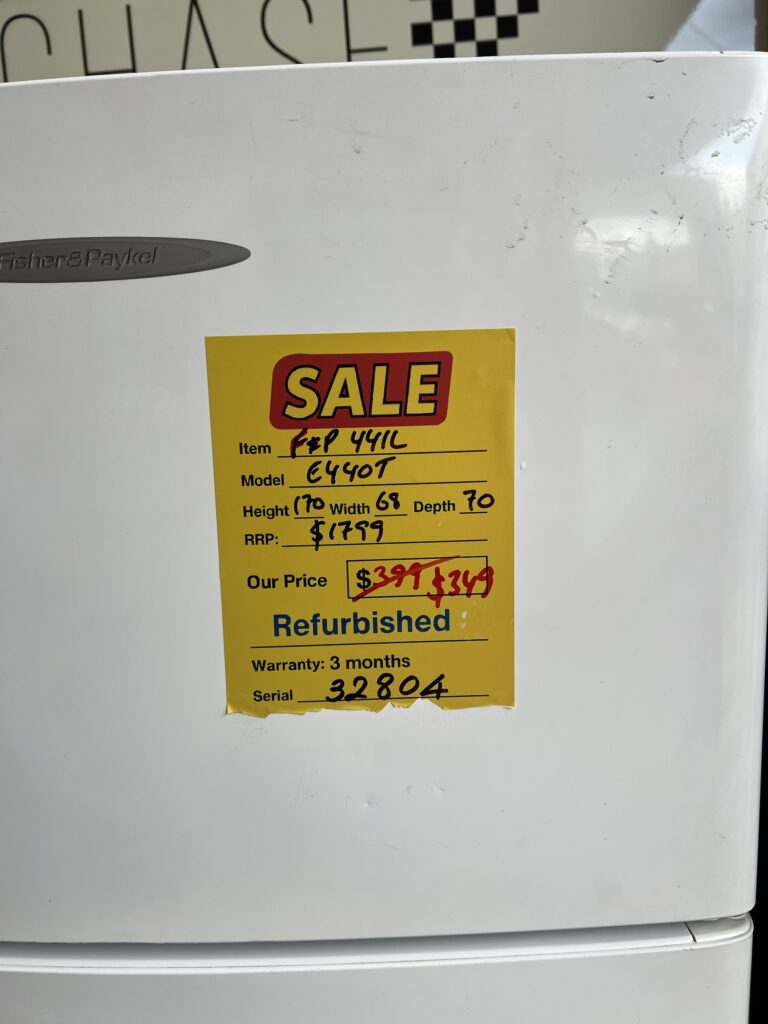 CHASE
Fisher&Paykel
SALE
Item F&P 441L
Model E440T
Height 170 Width 68 Depth 70
RRP: $1799
Our Price $399 $349
Refurbished
Warranty: 3 months
Serial 32804